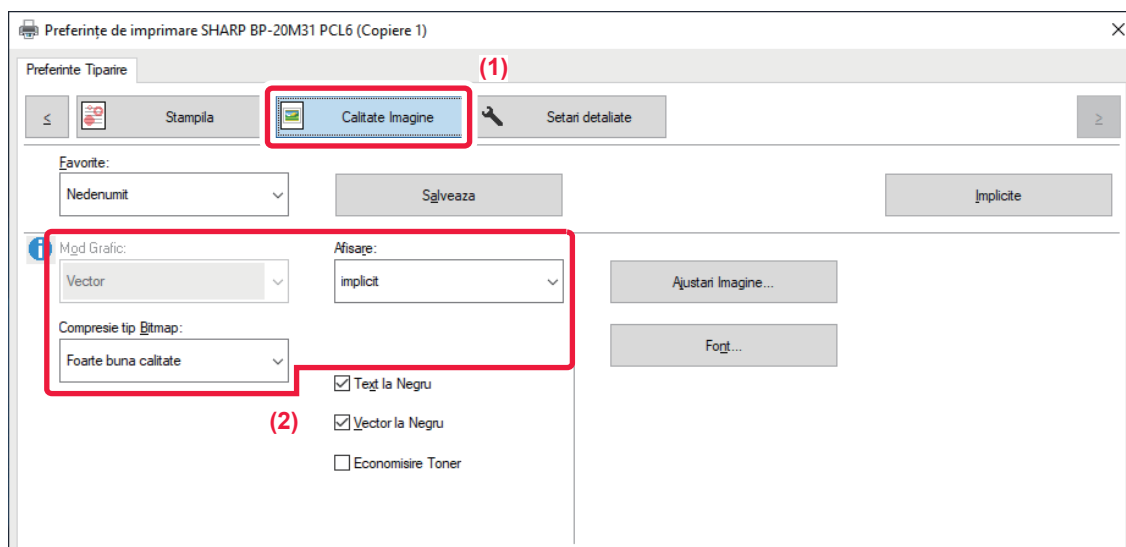 Preferințe de imprimare SHARP BP-20M31 PCL6 (Copiere 1)
Preferinte Tiparire
(1)
< Stampila Calitate Imagine Setari detaliate >
Favorite:
Nedenumit Salveaza Implicite
Mod Grafic: Afisare:
Vector implicit Ajustari Imagine...
Compresie tip Bitmap:
Foarte buna calitate Font...
Text la Negru
(2) Vector la Negru
Economisire Toner